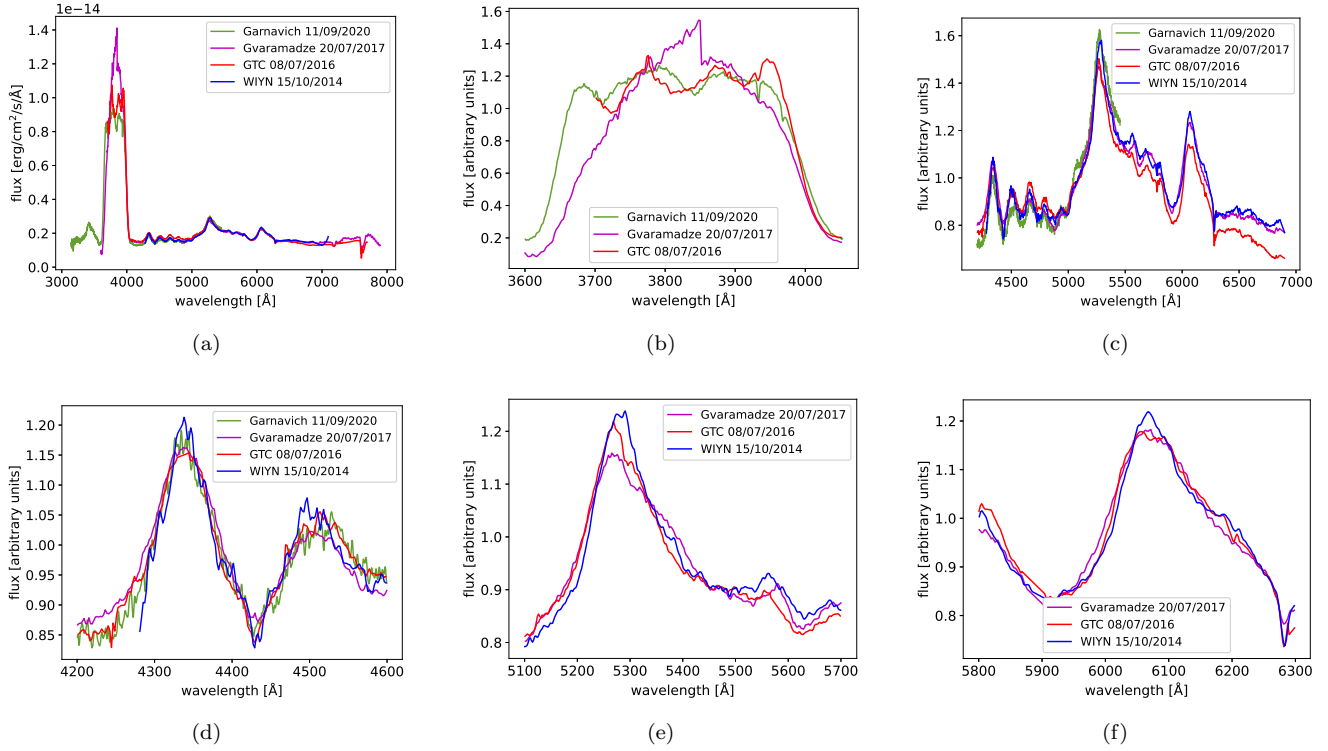 1e−14
flux [erg/cm²/s/Å]
1.4
1.2
1.0
0.8
0.6
0.4
0.2
0.0
Garnavich 11/09/2020
Gvaramadze 20/07/2017
GTC 08/07/2016
WIYN 15/10/2014
3000 4000 5000 6000 7000 8000
wavelength [Å]
(a)
flux [arbitrary units]
1.6
1.4
1.2
1.0
0.8
0.6
0.4
0.2
Garnavich 11/09/2020
Gvaramadze 20/07/2017
GTC 08/07/2016
3600 3700 3800 3900 4000
wavelength [Å]
(b)
flux [arbitrary units]
1.6
1.4
1.2
1.0
0.8
Garnavich 11/09/2020
Gvaramadze 20/07/2017
GTC 08/07/2016
WIYN 15/10/2014
4500 5000 5500 6000 6500 7000
wavelength [Å]
(c)
flux [arbitrary units]
1.20
1.15
1.10
1.05
1.00
0.95
0.90
0.85
Garnavich 11/09/2020
Gvaramadze 20/07/2017
GTC 08/07/2016
WIYN 15/10/2014
4200 4300 4400 4500 4600
wavelength [Å]
(d)
flux [arbitrary units]
1.2
1.1
1.0
0.9
0.8
Gvaramadze 20/07/2017
GTC 08/07/2016
WIYN 15/10/2014
5100 5200 5300 5400 5500 5600 5700
wavelength [Å]
(e)
flux [arbitrary units]
1.2
1.1
1.0
0.9
0.8
Gvaramadze 20/07/2017
GTC 08/07/2016
WIYN 15/10/2014
5800 5900 6000 6100 6200 6300
wavelength [Å]
(f)